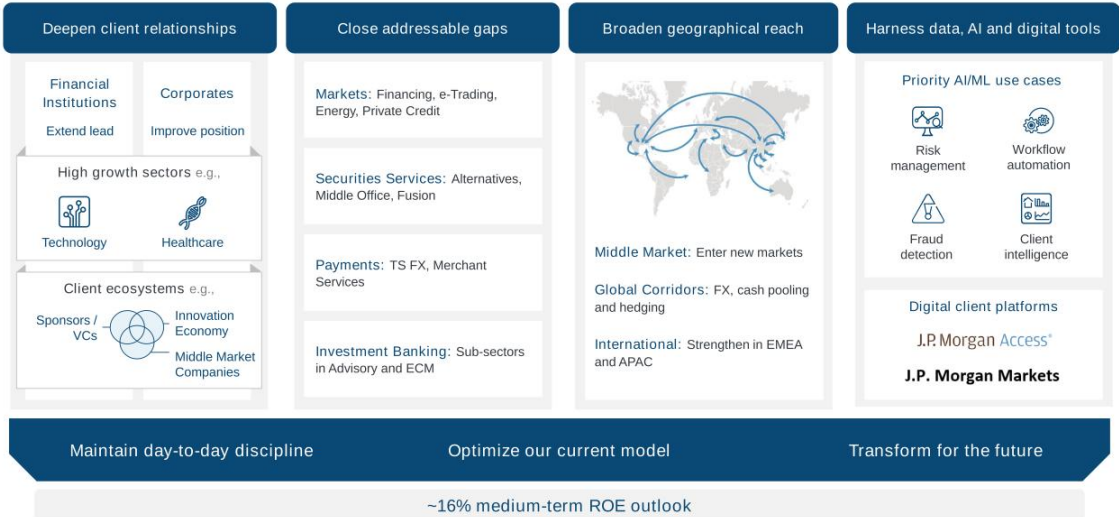 Deepen client relationships
Financial
Institutions
Extend lead
Corporates
Improve position
High growth sectors e.g.,
Technology
Healthcare
Client ecosystems e.g.,
Sponsors /
VCs
Innovation
Economy
Middle Market
Companies
Close addressable gaps
Markets: Financing, e-Trading,
Energy, Private Credit
Securities Services: Alternatives,
Middle Office, Fusion
Payments: TS FX, Merchant
Services
Investment Banking: Sub-sectors
in Advisory and ECM
Broaden geographical reach
Middle Market: Enter new markets
Global Corridors: FX, cash pooling
and hedging
International: Strengthen in EMEA
and APAC
Harness data, AI and digital tools
Priority AI/ML use cases
Risk
management
Workflow
automation
Fraud
detection
Client
intelligence
Digital client platforms
J.P. Morgan Access®
J.P. Morgan Markets
Maintain day-to-day discipline
Optimize our current model
Transform for the future
~16% medium-term ROE outlook